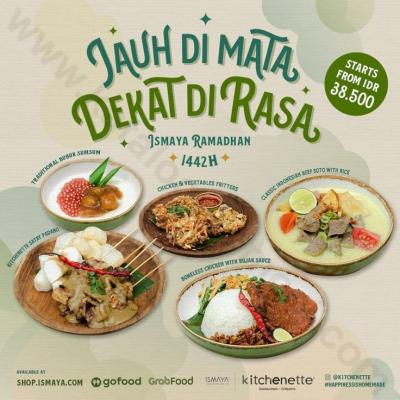 JAUH DI MATA
DEKAT DI RASA
STARTS
FROM IDR
38.500
ISMAYA RAMADHAN
1442H
TRADITIONAL BUBUR SUMSUM
CHICKEN & VEGETABLES FRITTERS
CLASSIC INDONESIAN BEEF SOTO WITH RICE
KITCHENETTE SATAY PADANG
BONELESS CHICKEN WITH RUJAK SAUCE
AVAILABLE AT
SHOP.ISMAYA.COM
gofood
GrabFood
ISMAYA
kitchenette
@KITCHENETTE
#HAPPINESSISHOMEMADE